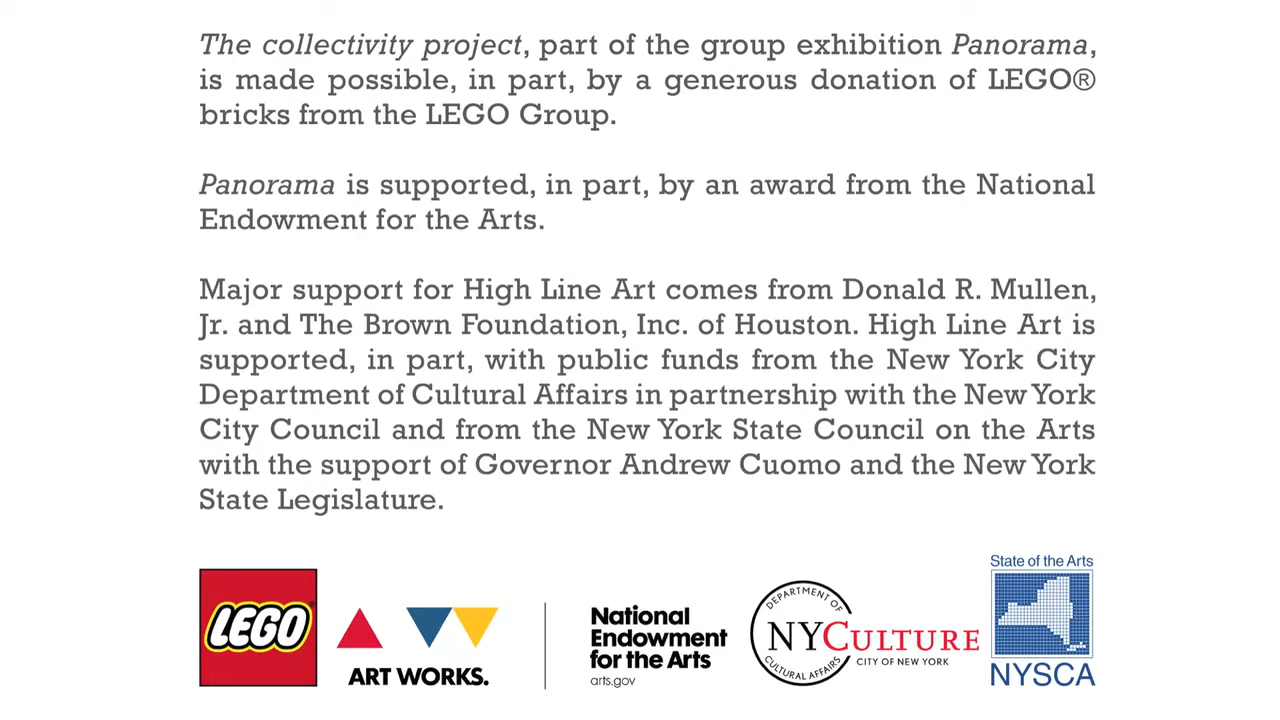 The collectivity project, part of the group exhibition Panorama,
is made possible, in part, by a generous donation of LEGO®
bricks from the LEGO Group.
Panorama is supported, in part, by an award from the National
Endowment for the Arts.
Major support for High Line Art comes from Donald R. Mullen,
Jr. and The Brown Foundation, Inc. of Houston. High Line Art is
supported, in part, with public funds from the New York City
Department of Cultural Affairs in partnership with the New York
City Council and from the New York State Council on the Arts
with the support of Governor Andrew Cuomo and the New York
State Legislature.
LEGO®
ART WORKS.
National
Endowment
for the Arts
arts.gov
DEPARTMENT OF
NYCULTURE
CULTURAL AFFAIRS
CITY OF NEW YORK
State of the Arts
NYSCA